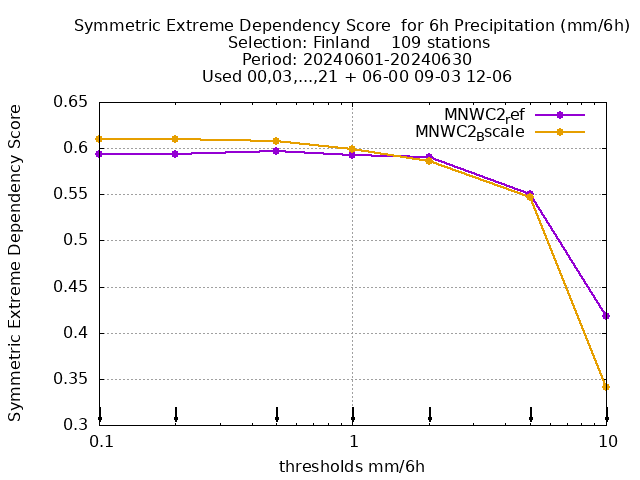 Symmetric Extreme Dependency Score  for 6h Precipitation (mm/6h)
Selection: Finland    109 stations
Period: 20240601-20240630
Used 00,03,...,21 + 06-00 09-03 12-06
MNWC2ref
MNWC2Bscale
Symmetric Extreme Dependency Score
0.65
0.6
0.55
0.5
0.45
0.4
0.35
0.3
0.1 1 10
thresholds mm/6h